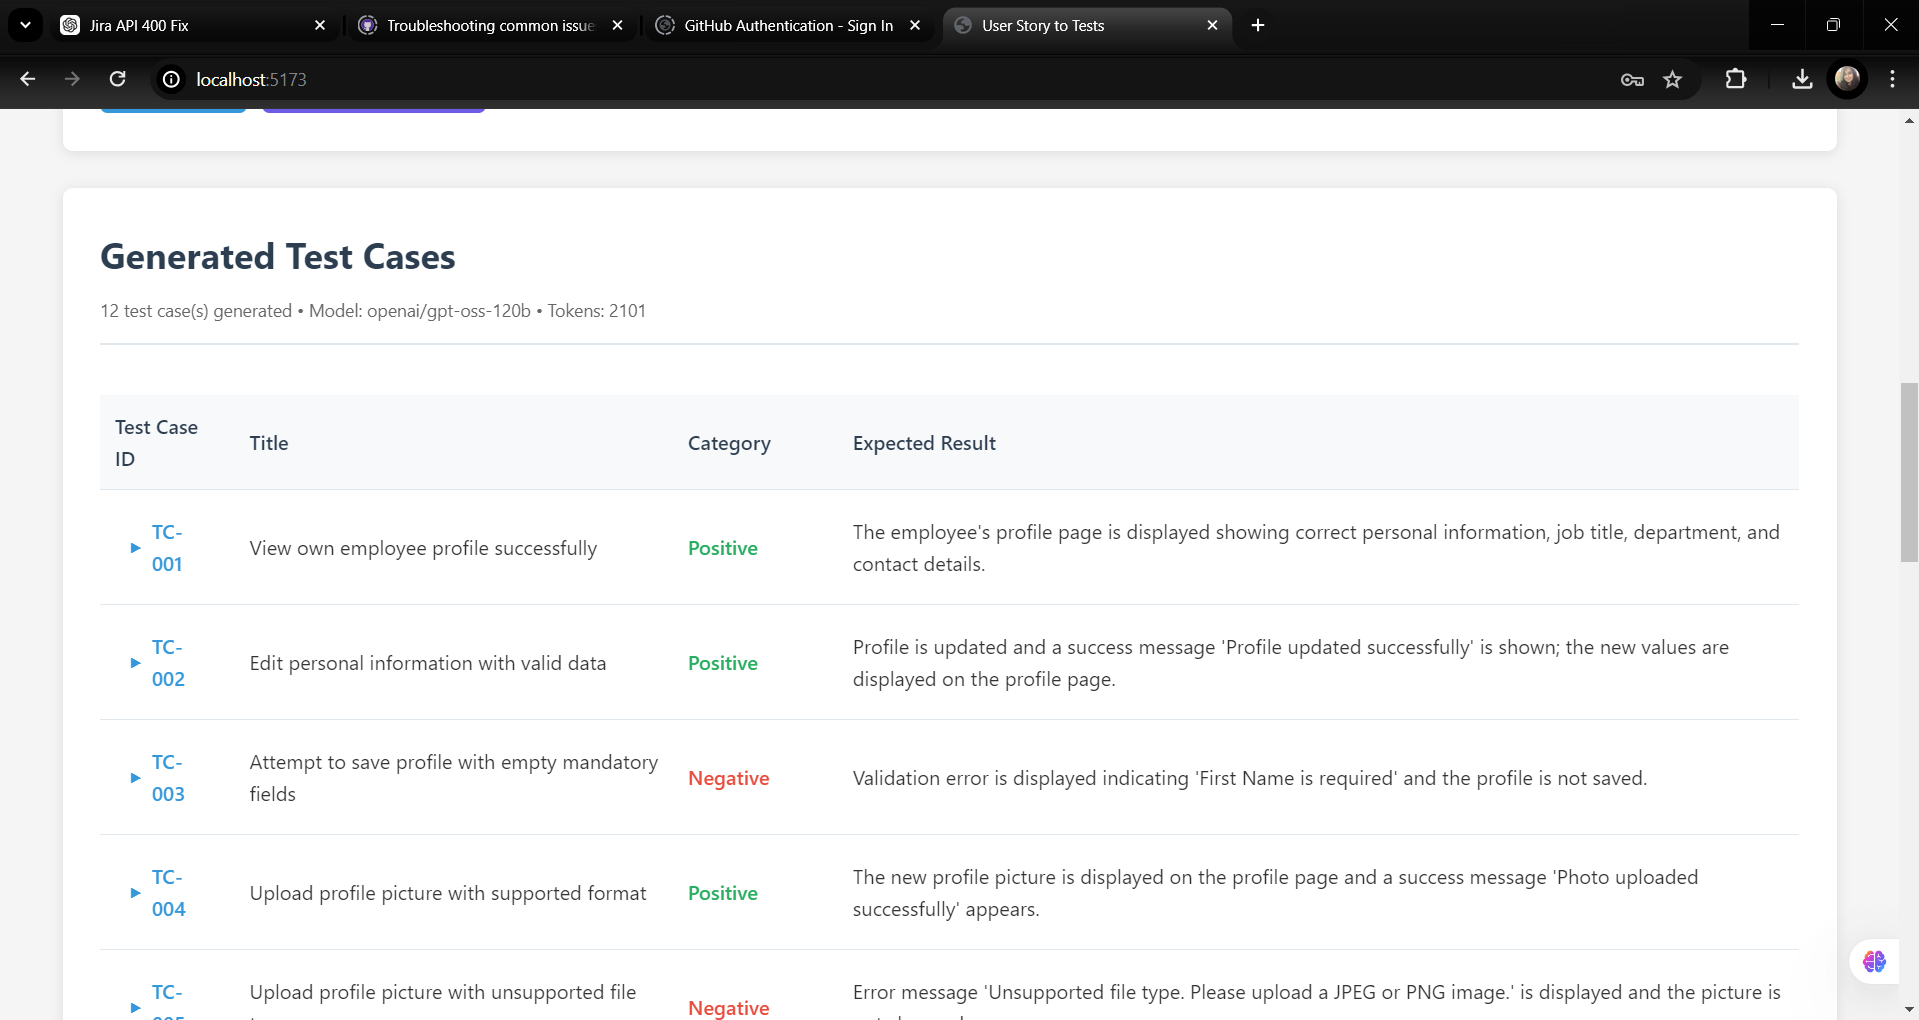 Jira API 400 Fix
Troubleshooting common issue
GitHub Authentication - Sign In
User Story to Tests
localhost:5173
Generated Test Cases
12 test case(s) generated • Model: openai/gpt-oss-120b • Tokens: 2101
Test Case
ID
Title
Category
Expected Result
TC-
001
View own employee profile successfully
Positive
The employee's profile page is displayed showing correct personal information, job title, department, and
contact details.
TC-
002
Edit personal information with valid data
Positive
Profile is updated and a success message 'Profile updated successfully' is shown; the new values are
displayed on the profile page.
TC-
003
Attempt to save profile with empty mandatory
fields
Negative
Validation error is displayed indicating 'First Name is required' and the profile is not saved.
TC-
004
Upload profile picture with supported format
Positive
The new profile picture is displayed on the profile page and a success message 'Photo uploaded
successfully' appears.
TC-
Upload profile picture with unsupported file
Negative
Error message 'Unsupported file type. Please upload a JPEG or PNG image.' is displayed and the picture is